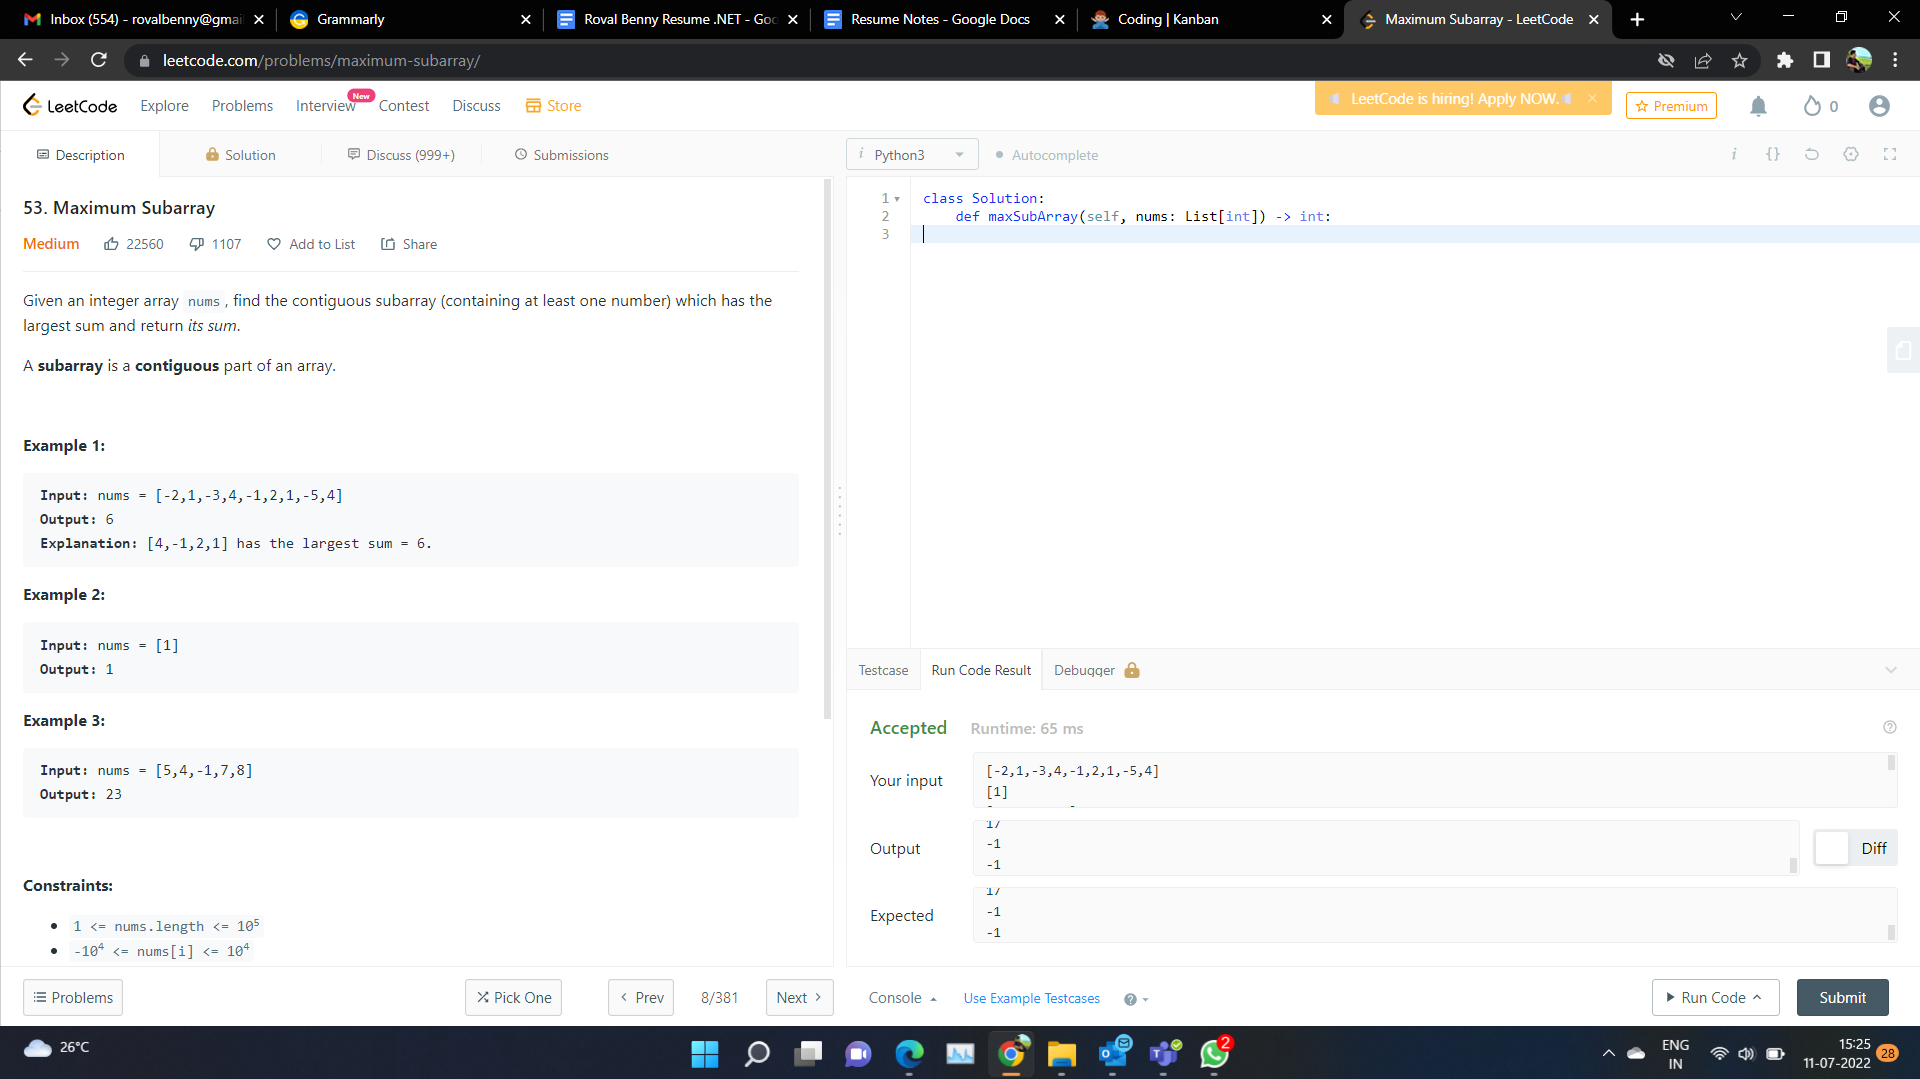 Inbox (554) - rovalbenny@gmai
Grammarly
Roval Benny Resume .NET - Goo
Resume Notes - Google Docs
Coding | Kanban
Maximum Subarray - LeetCode
leetcode.com/problems/maximum-subarray/
LeetCode
Explore
Problems
Interview
New
Contest
Discuss
Store
LeetCode is hiring! Apply NOW.
Premium
0
Description
Solution
Discuss (999+)
Submissions
i Python3
Autocomplete
i {}
53. Maximum Subarray
Medium 22560 1107 Add to List Share
Given an integer array nums , find the contiguous subarray (containing at least one number) which has the
largest sum and return its sum.
A subarray is a contiguous part of an array.
Example 1:
Input: nums = [-2,1,-3,4,-1,2,1,-5,4]
Output: 6
Explanation: [4,-1,2,1] has the largest sum = 6.
Example 2:
Input: nums = [1]
Output: 1
Example 3:
Input: nums = [5,4,-1,7,8]
Output: 23
Constraints:
1 <= nums.length <= 10⁵
-10⁴ <= nums[i] <= 10⁴
Problems
Pick One
Prev
8/381
Next
1 class Solution:
2 def maxSubArray(self, nums: List[int]) -> int:
3
Testcase
Run Code Result
Debugger
Accepted Runtime: 65 ms
Your input
[-2,1,-3,4,-1,2,1,-5,4]
[1]
Output
17
-1
-1
Diff
Expected
17
-1
-1
Console
Use Example Testcases
Run Code
Submit
26°C
2
ENG
IN
15:25
11-07-2022
28